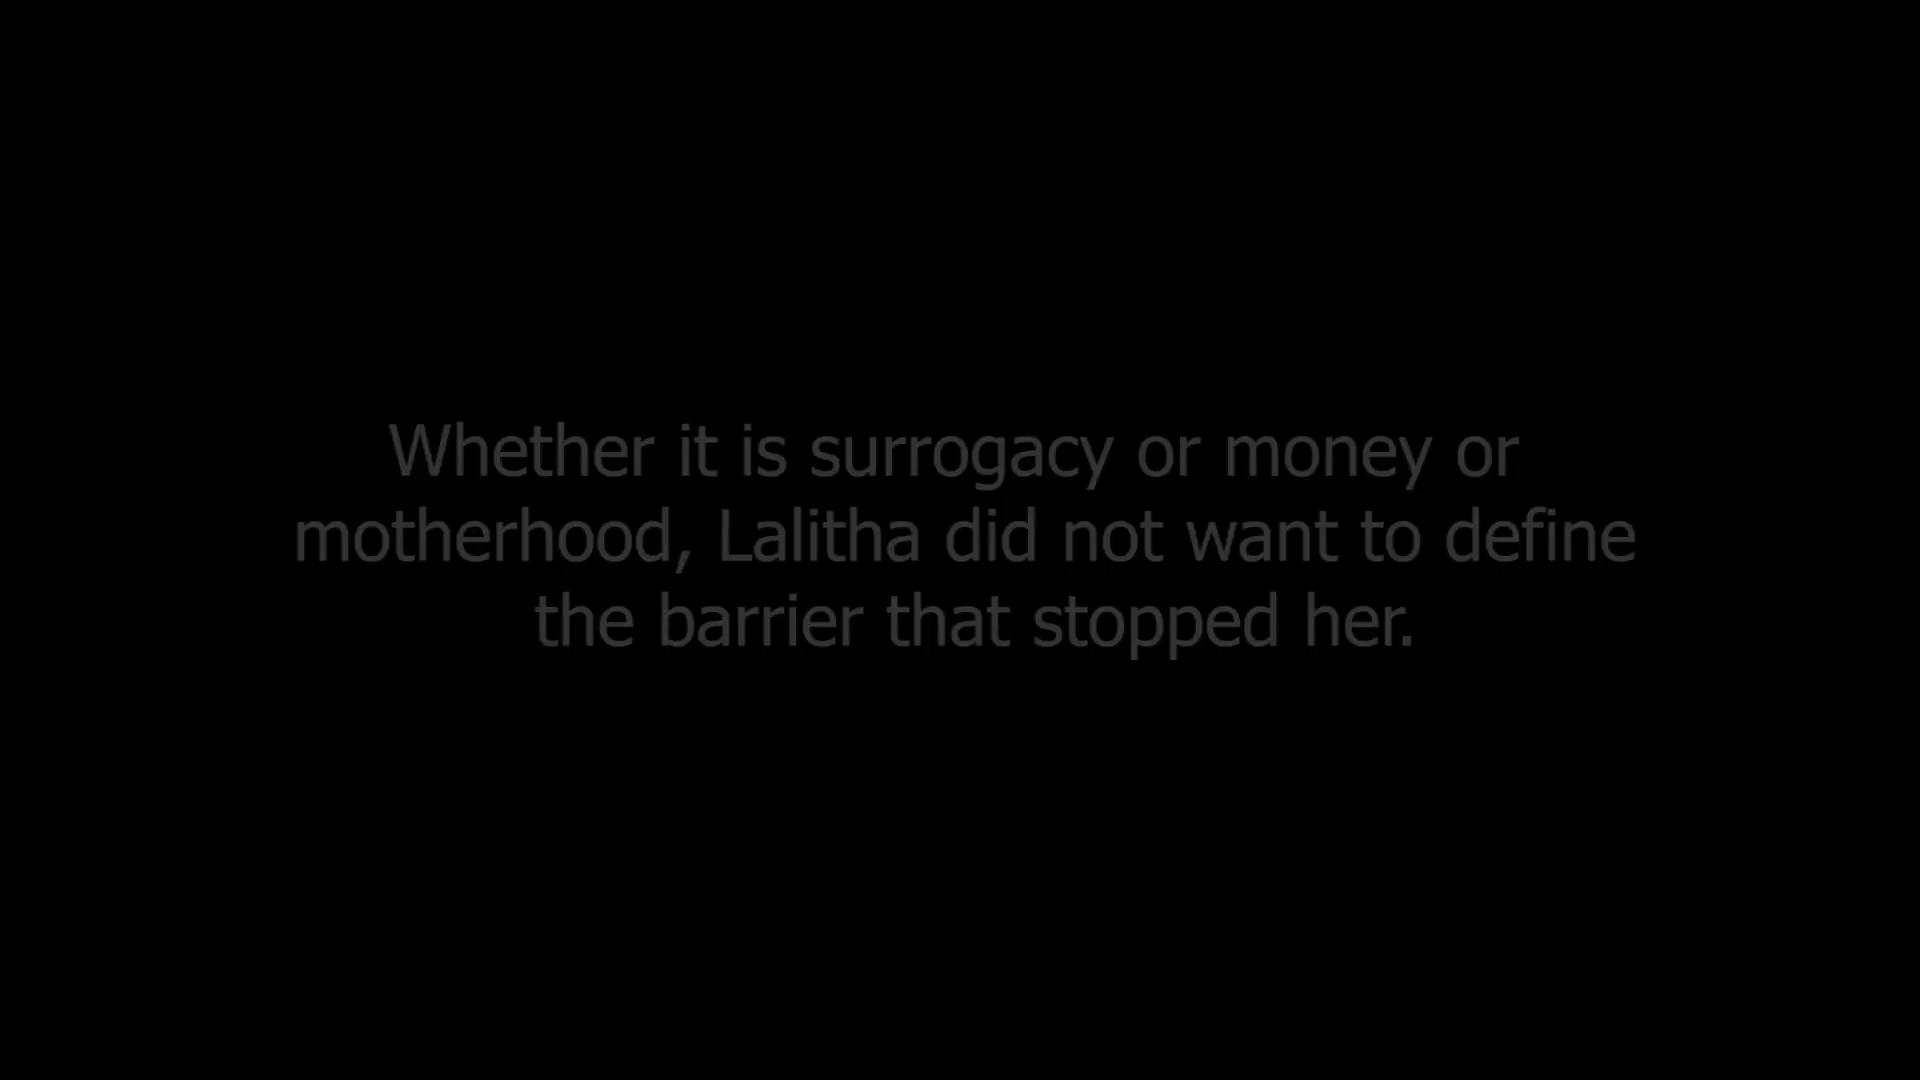 Whether it is surrogacy or money or
motherhood, Lalitha did not want to define
the barrier that stopped her.